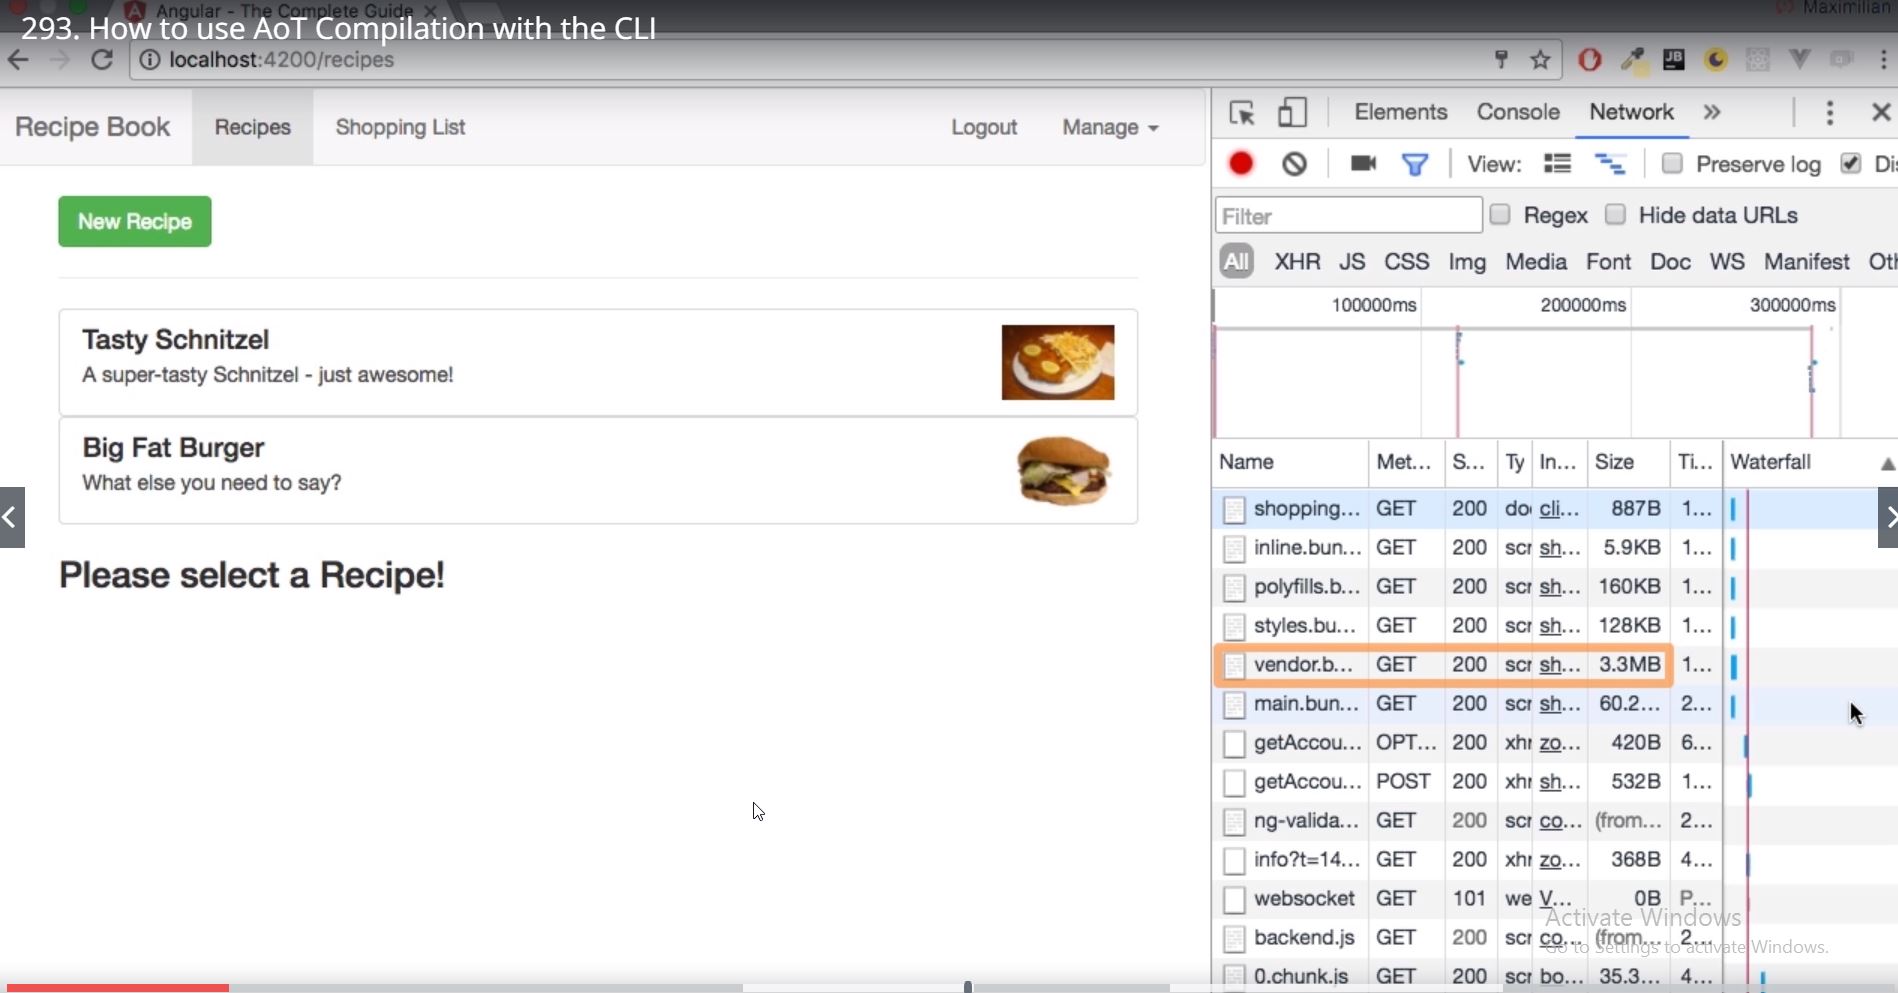 Angular - The Complete Guide
Maximilian
293. How to use AoT Compilation with the CLI
localhost:4200/recipes
JB
Recipe Book
Recipes
Shopping List
Logout
Manage
New Recipe
Tasty Schnitzel
A super-tasty Schnitzel - just awesome!
Big Fat Burger
What else you need to say?
Please select a Recipe!
Elements Console Network »
View: Preserve log Dis
Filter Regex Hide data URLs
All XHR JS CSS Img Media Font Doc WS Manifest Oth
100000ms 200000ms 300000ms
Name Met... S... Ty In... Size Ti... Waterfall
shopping... GET 200 do cli... 887B 1...
inline.bun... GET 200 scr sh... 5.9KB 1...
polyfills.b... GET 200 scr sh... 160KB 1...
styles.bu... GET 200 scr sh... 128KB 1...
vendor.b... GET 200 scr sh... 3.3MB 1...
main.bun... GET 200 scr sh... 60.2... 2...
getAccou... OPT... 200 xhr zo... 420B 6...
getAccou... POST 200 xhr sh... 532B 1...
ng-valida... GET 200 scr co... (from... 2...
info?t=14... GET 200 xhr zo... 368B 4...
websocket GET 101 we V... 0B P...
backend.js GET 200 scr co... (from... 2...
0.chunk.js GET 200 scr bo... 35.3... 4...
Activate Windows
Go to Settings to activate Windows.